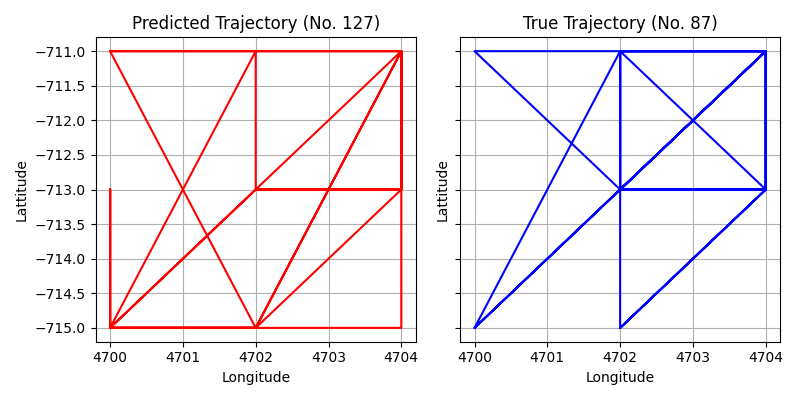 Predicted Trajectory (No. 127)
True Trajectory (No. 87)
−711.0
−711.5
−712.0
−712.5
−713.0
−713.5
−714.0
−714.5
−715.0
Lattitude
Lattitude
4700 4701 4702 4703 4704
4700 4701 4702 4703 4704
Longitude
Longitude